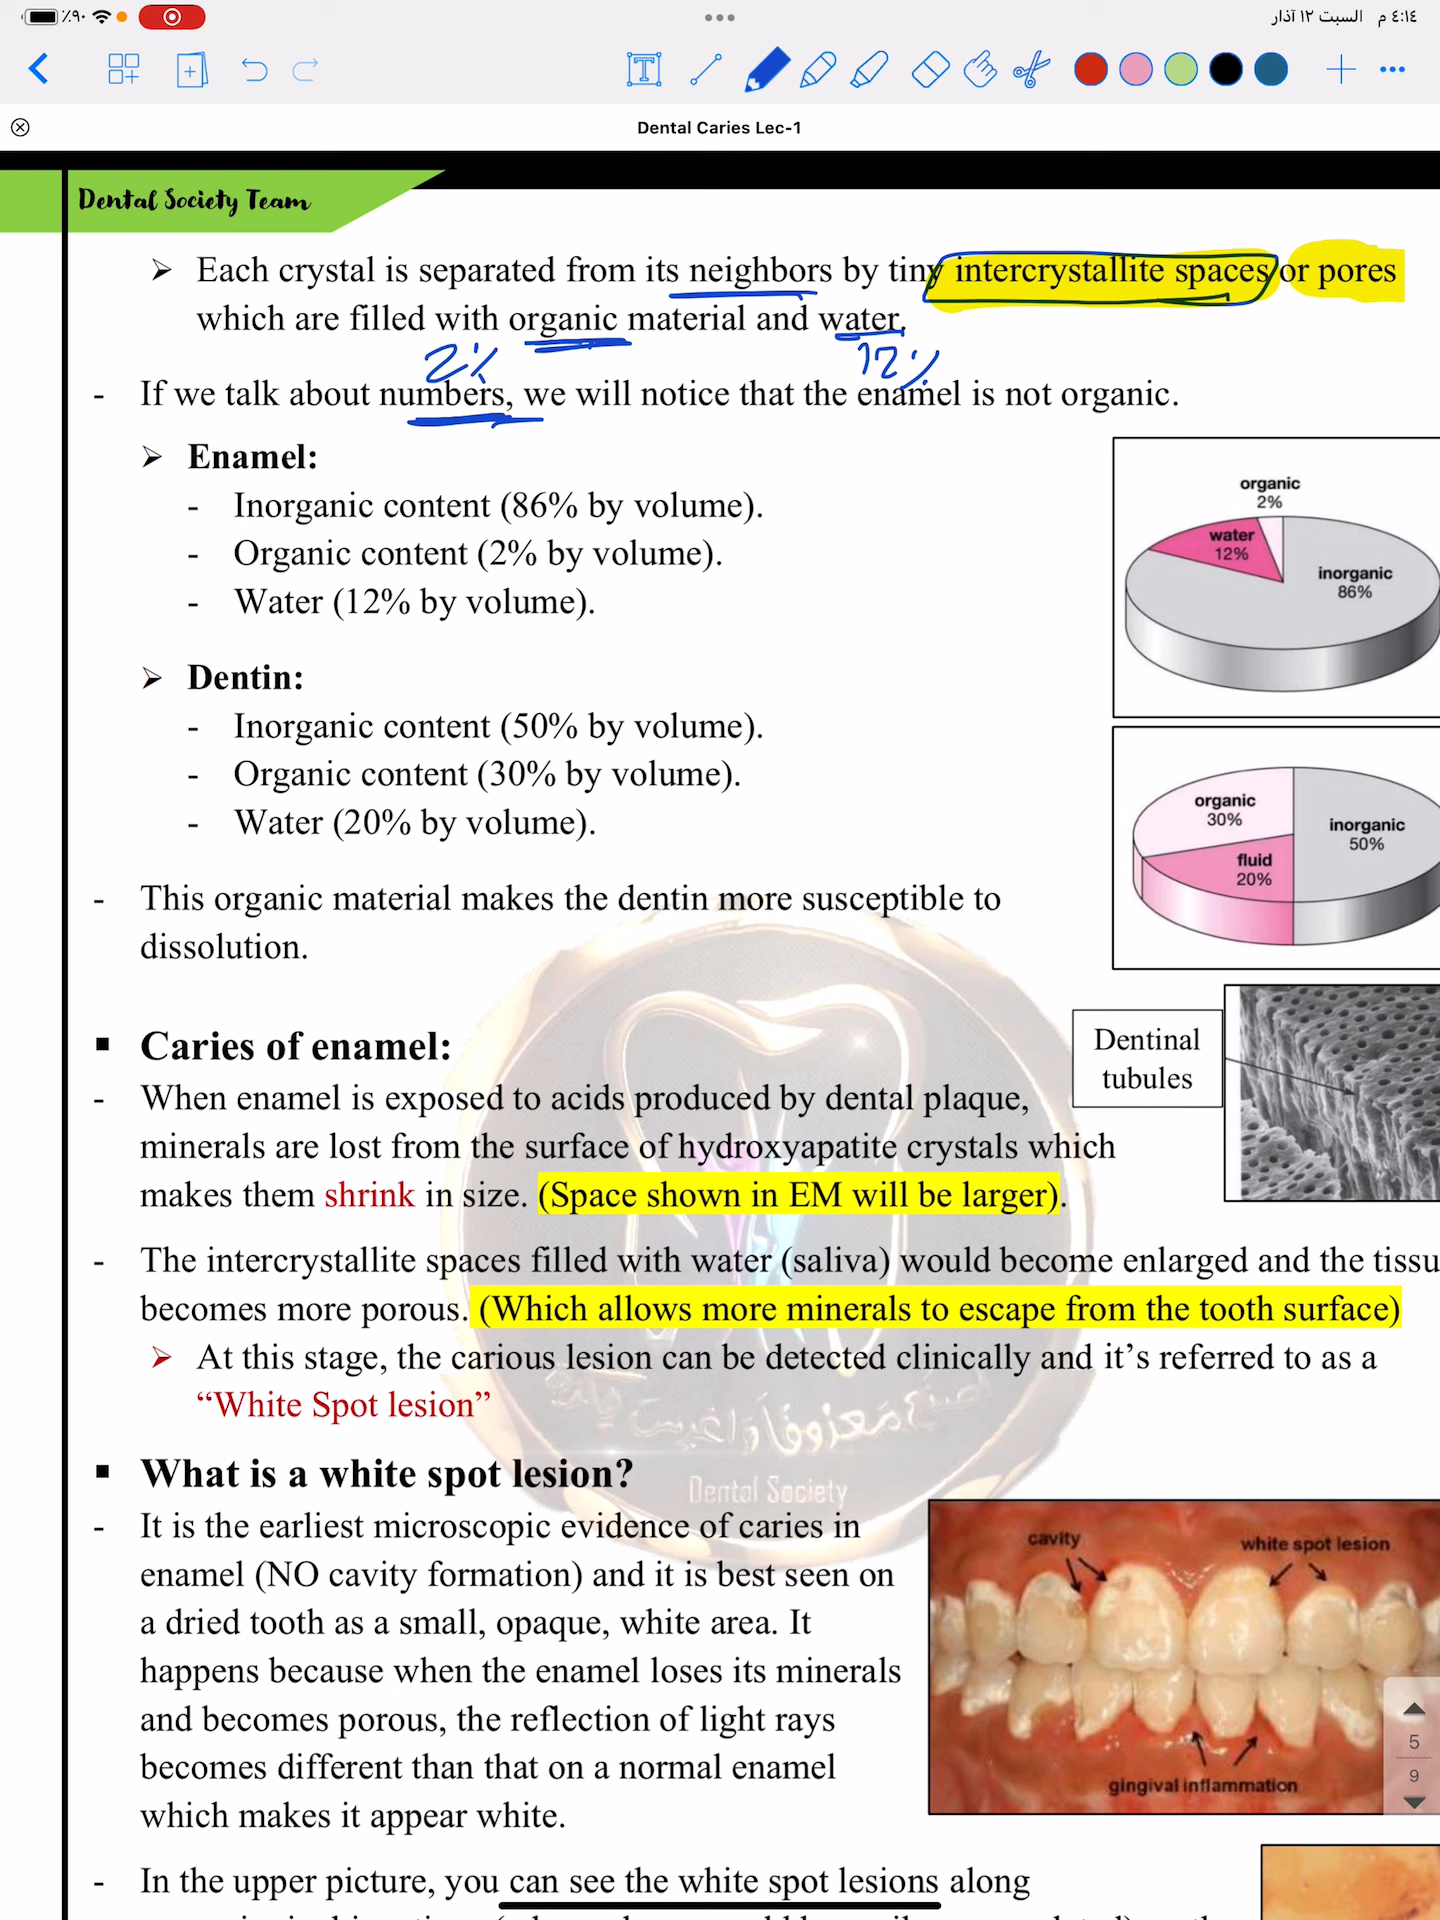 ٪٩٠
٤:١٤ م السبت ١٢ آذار
Dental Caries Lec-1
Dental Society Team
➢ Each crystal is separated from its neighbors by tiny intercrystallite spaces or pores
which are filled with organic material and water.
2% 12%
- If we talk about numbers, we will notice that the enamel is not organic.
➢ Enamel:
- Inorganic content (86% by volume).
- Organic content (2% by volume).
- Water (12% by volume).
organic
2%
water
12%
inorganic
86%
➢ Dentin:
- Inorganic content (50% by volume).
- Organic content (30% by volume).
- Water (20% by volume).
organic
30%
inorganic
50%
fluid
20%
- This organic material makes the dentin more susceptible to
dissolution.
Dentinal
tubules
▪ Caries of enamel:
- When enamel is exposed to acids produced by dental plaque,
minerals are lost from the surface of hydroxyapatite crystals which
makes them shrink in size. (Space shown in EM will be larger).
- The intercrystallite spaces filled with water (saliva) would become enlarged and the tissu
becomes more porous. (Which allows more minerals to escape from the tooth surface)
➢ At this stage, the carious lesion can be detected clinically and it’s referred to as a
“White Spot lesion”
Dental Society
▪ What is a white spot lesion?
- It is the earliest microscopic evidence of caries in
enamel (NO cavity formation) and it is best seen on
a dried tooth as a small, opaque, white area. It
happens because when the enamel loses its minerals
and becomes porous, the reflection of light rays
becomes different than that on a normal enamel
which makes it appear white.
cavity
white spot lesion
gingival inflammation
5
9
- In the upper picture, you can see the white spot lesions along